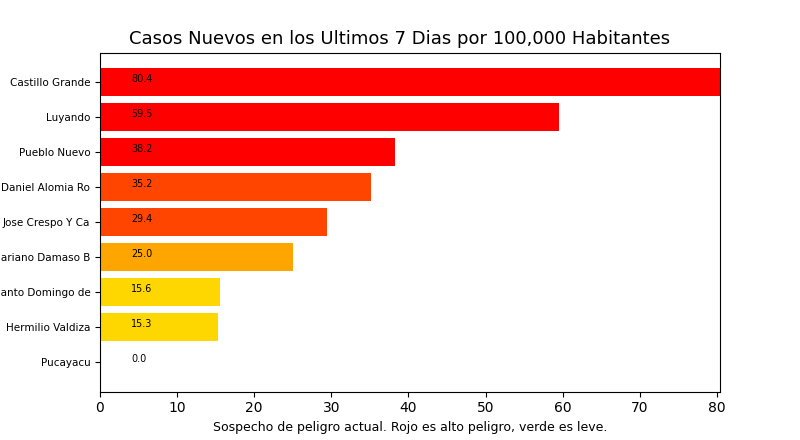 Casos Nuevos en los Ultimos 7 Dias por 100,000 Habitantes
Castillo Grande 80.4
Luyando 59.5
Pueblo Nuevo 38.2
Daniel Alomia Ro 35.2
Jose Crespo Y Ca 29.4
ariano Damaso B 25.0
anto Domingo de 15.6
Hermilio Valdiza 15.3
Pucayacu 0.0
0 10 20 30 40 50 60 70 80
Sospecho de peligro actual. Rojo es alto peligro, verde es leve.